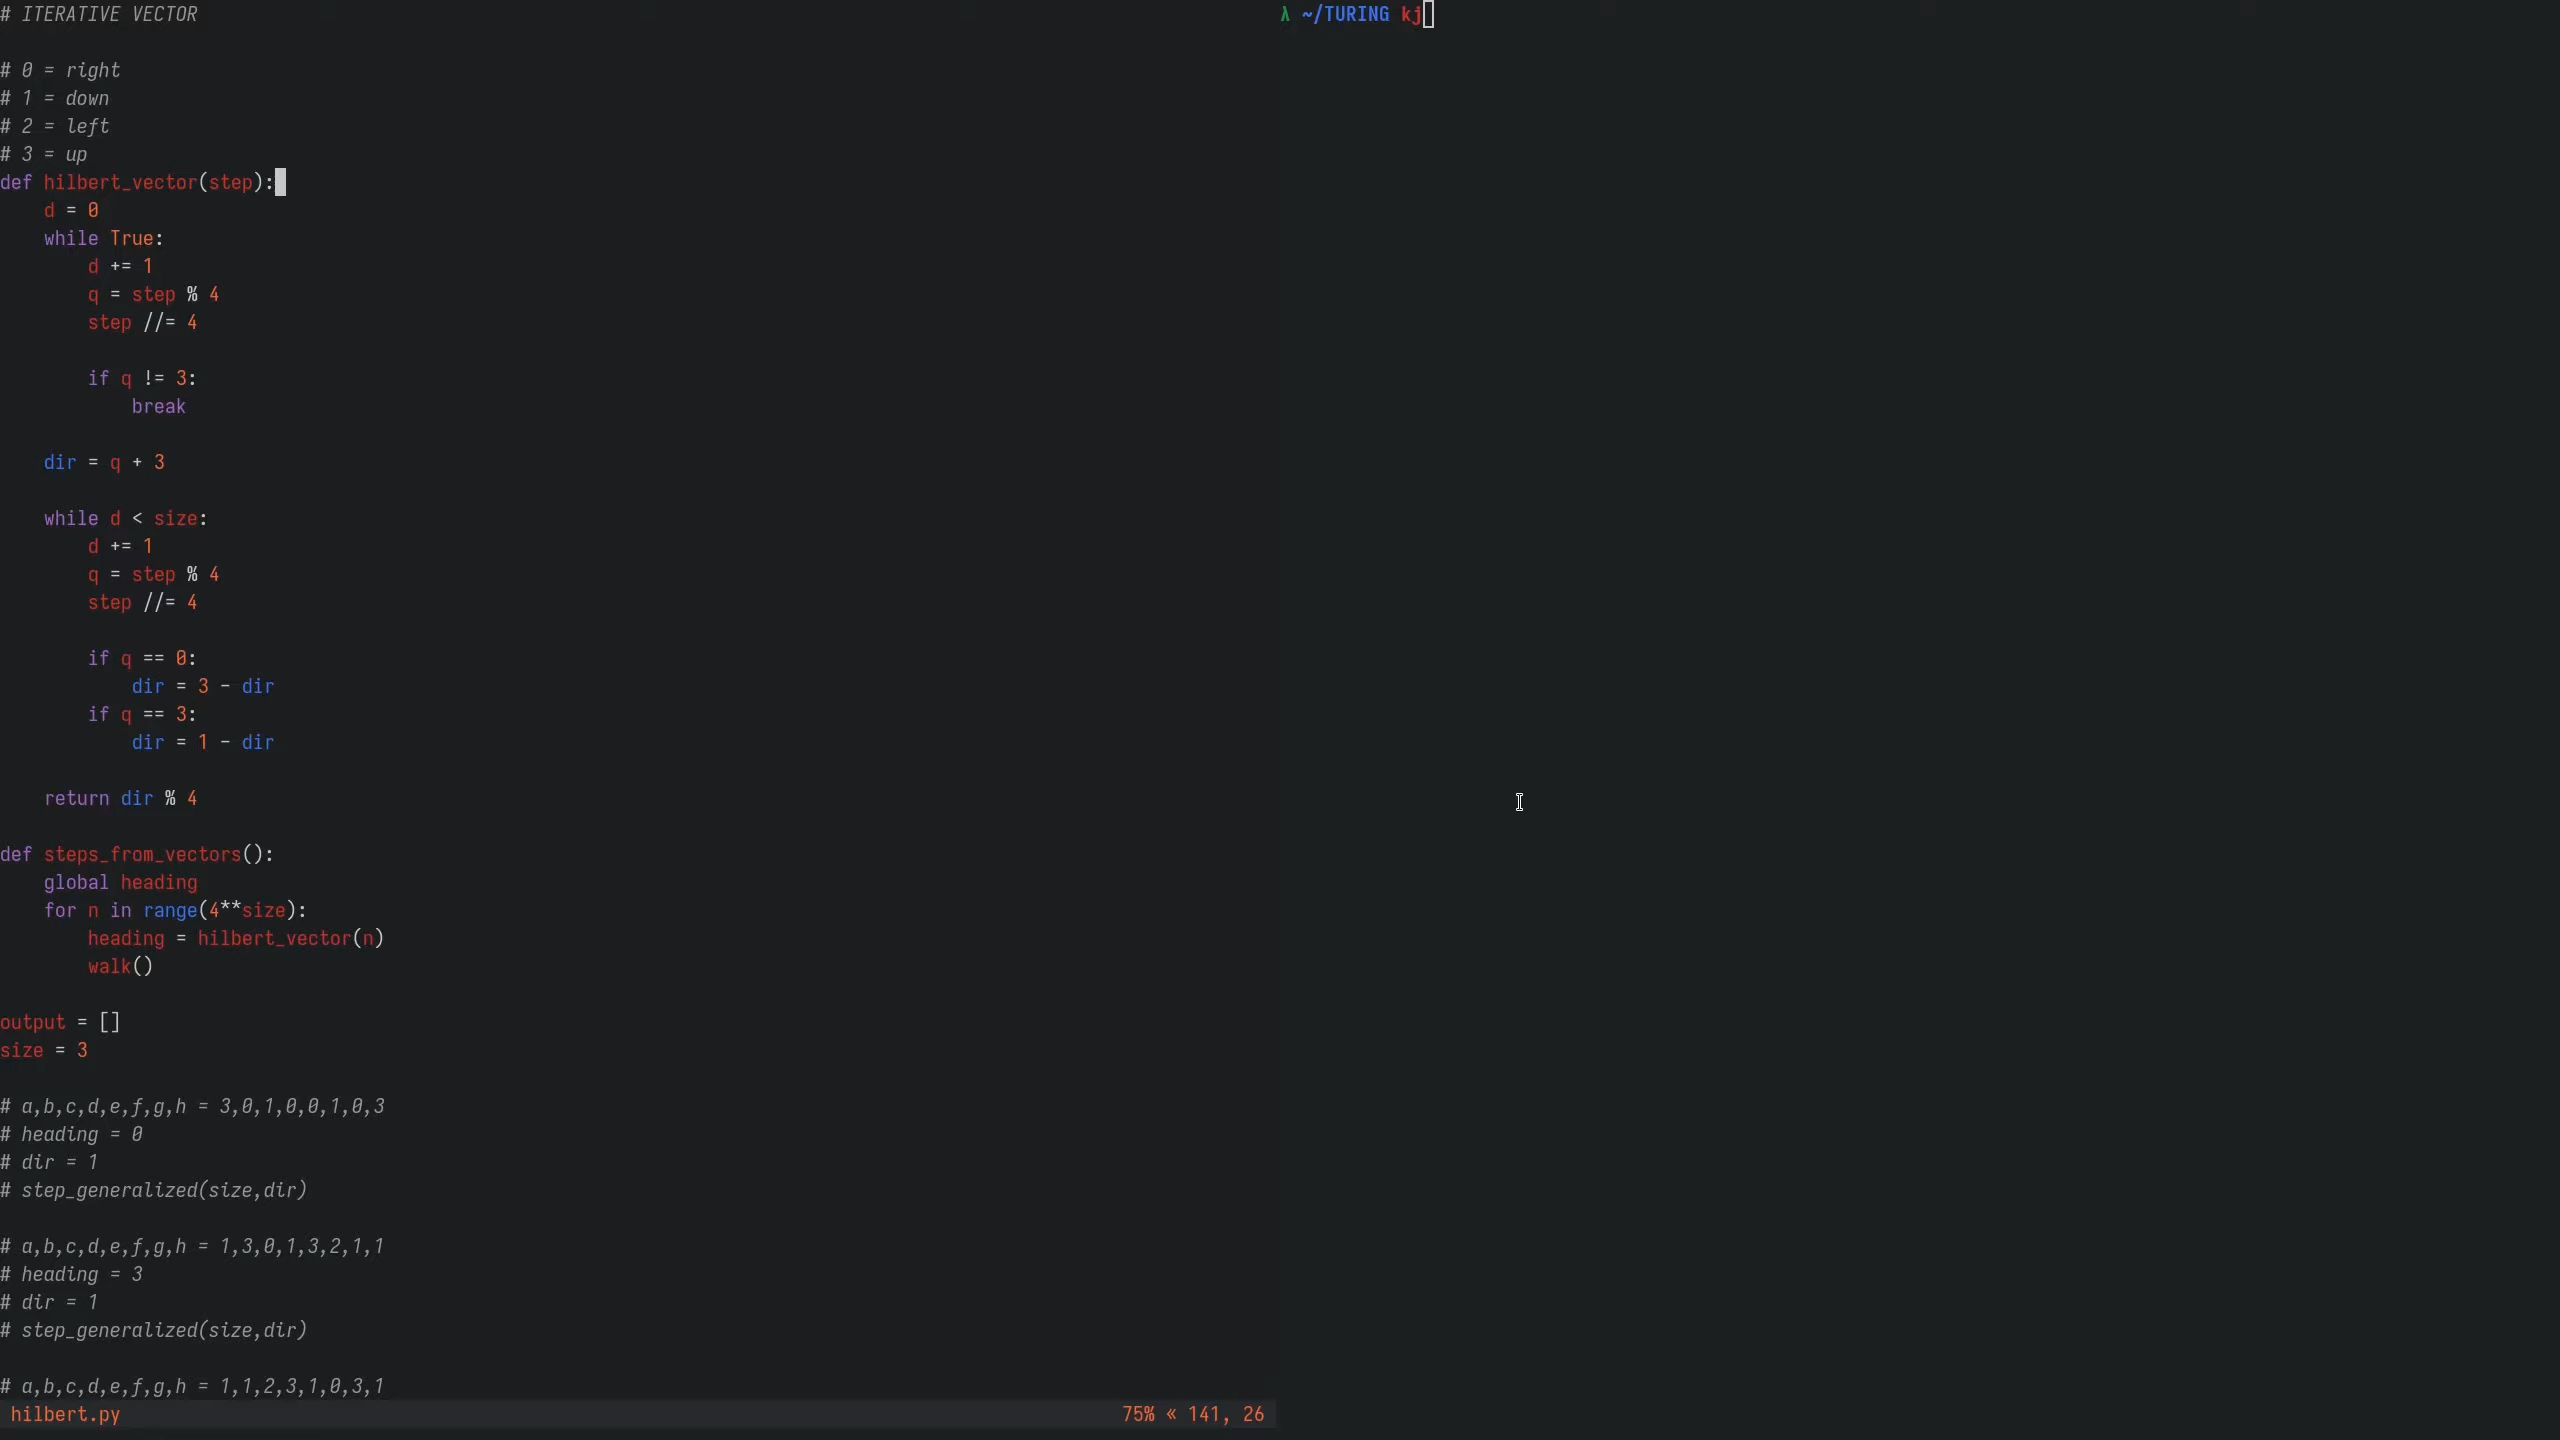 # ITERATIVE VECTOR
# 0 = right
# 1 = down
# 2 = left
# 3 = up
def hilbert_vector(step):
    d = 0
    while True:
        d += 1
        q = step % 4
        step //= 4
        if q != 3:
            break
    dir = q + 3
    while d < size:
        d += 1
        q = step % 4
        step //= 4
        if q == 0:
            dir = 3 - dir
        if q == 3:
            dir = 1 - dir
    return dir % 4
def steps_from_vectors():
    global heading
    for n in range(4**size):
        heading = hilbert_vector(n)
        walk()
output = []
size = 3
# a,b,c,d,e,f,g,h = 3,0,1,0,0,1,0,3
# heading = 0
# dir = 1
# step_generalized(size,dir)
# a,b,c,d,e,f,g,h = 1,3,0,1,3,2,1,1
# heading = 3
# dir = 1
# step_generalized(size,dir)
# a,b,c,d,e,f,g,h = 1,1,2,3,1,0,3,1
hilbert.py 75% « 141, 26
λ ~/TURING kj